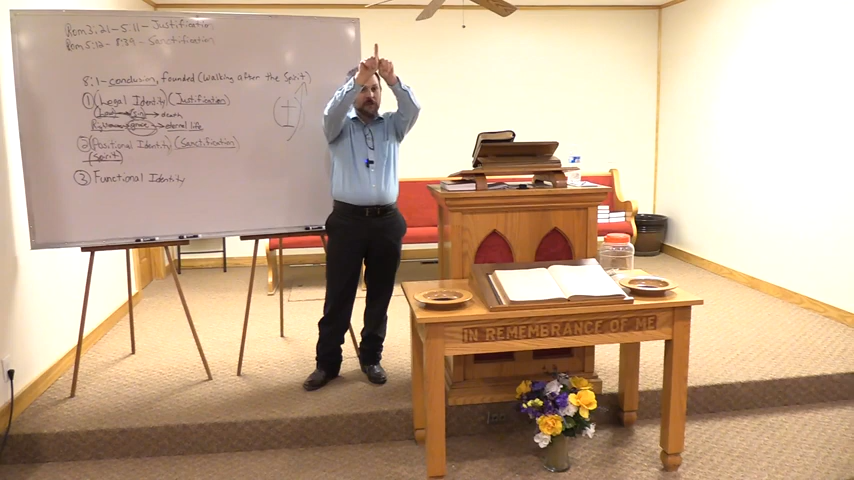 Rom 3:21 - 5:11 - Justification
Rom 5:12 - 8:39 - Sanctification
8:1 - conclusion, founded (Walking after the Spirit)
① (Legal Identity) (Justification)
sin → death
grace → eternal life
② (Positional Identity) (Sanctification)
(Spirit)
③ Functional Identity
IN REMEMBRANCE OF ME